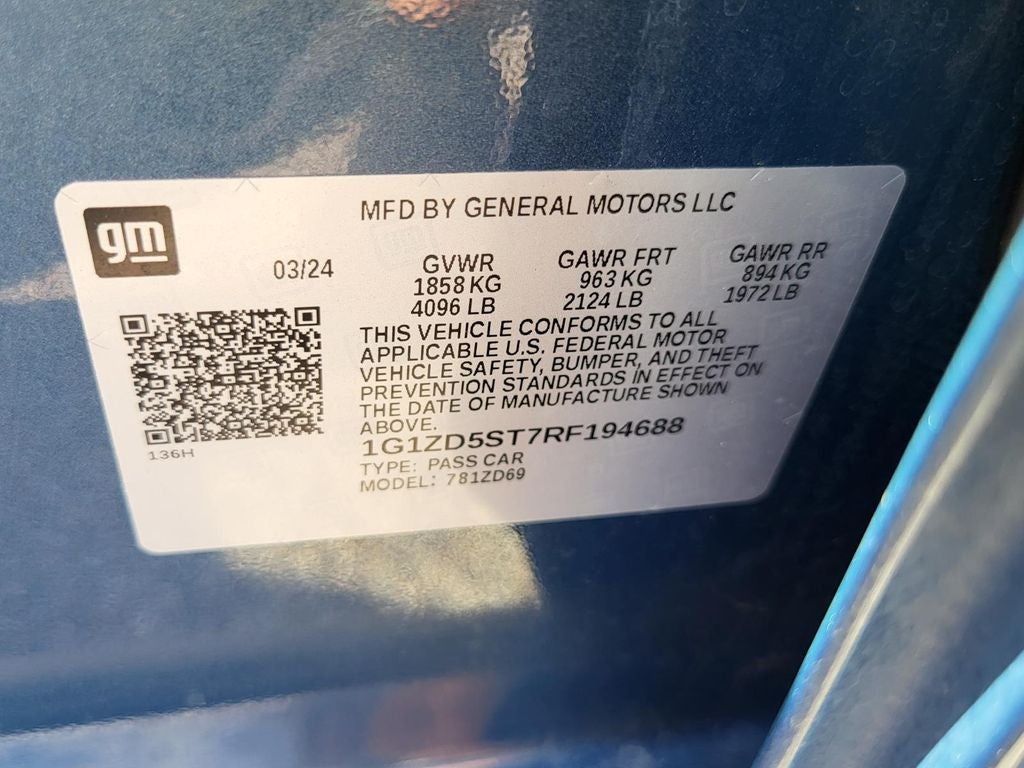 gm
MFD BY GENERAL MOTORS LLC
03/24
GVWR
1858 KG
4096 LB
GAWR FRT
963 KG
2124 LB
GAWR RR
894 KG
1972 LB
THIS VEHICLE CONFORMS TO ALL
APPLICABLE U.S. FEDERAL MOTOR
VEHICLE SAFETY, BUMPER, AND THEFT
PREVENTION STANDARDS IN EFFECT ON
THE DATE OF MANUFACTURE SHOWN
ABOVE.
1G1ZD5ST7RF194688
TYPE: PASS CAR
MODEL: 781ZD69
136H